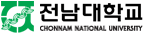 전남대학교
CHONNAM NATIONAL UNIVERSITY